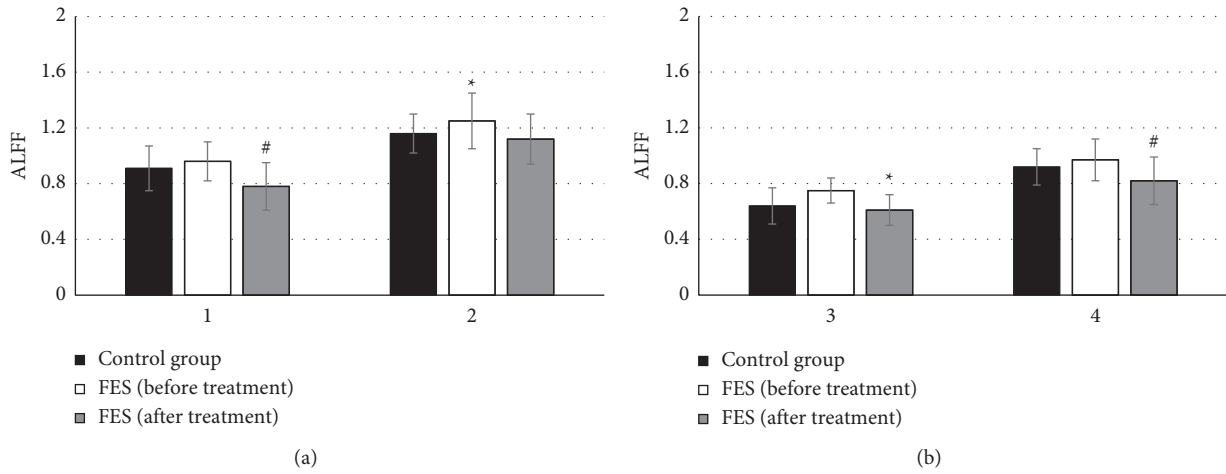 2
1.6
1.2
0.8
0.4
0
ALFF
#
*
1
2
Control group
FES (before treatment)
FES (after treatment)
(a)
2
1.6
1.2
0.8
0.4
0
ALFF
*
#
3
4
Control group
FES (before treatment)
FES (after treatment)
(b)